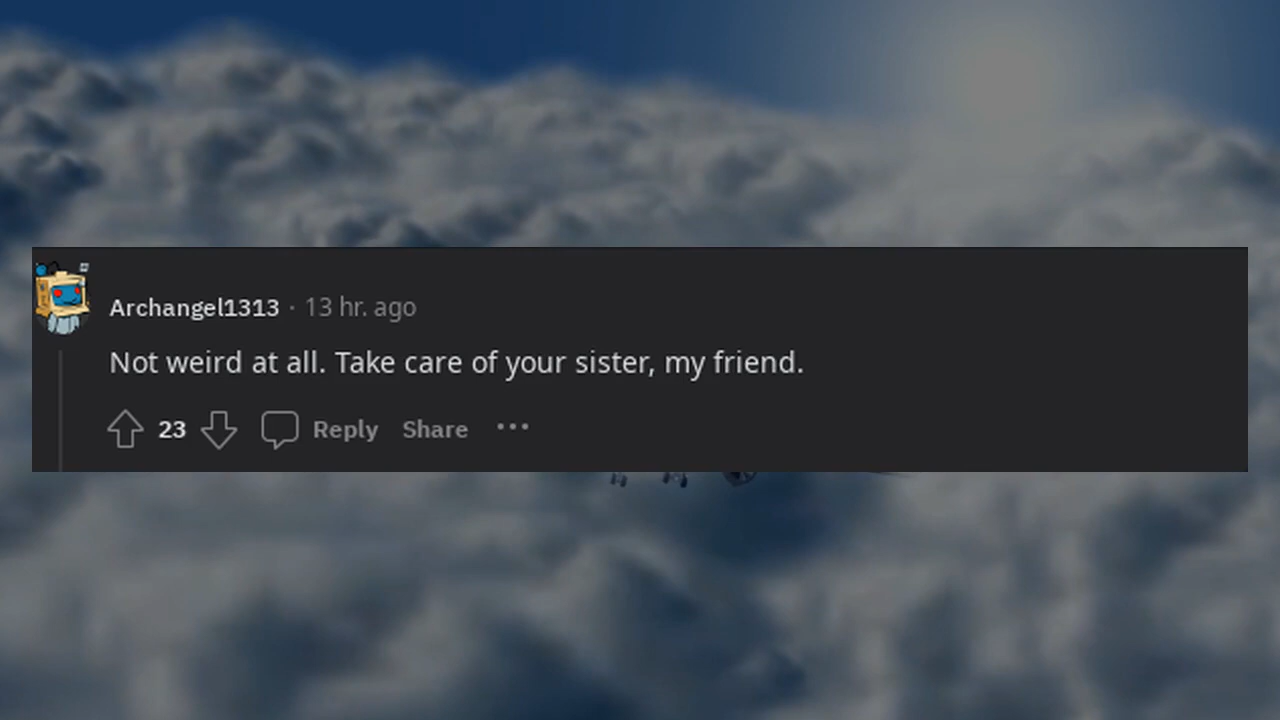 Archangel1313 · 13 hr. ago
Not weird at all. Take care of your sister, my friend.
23 Reply Share ···